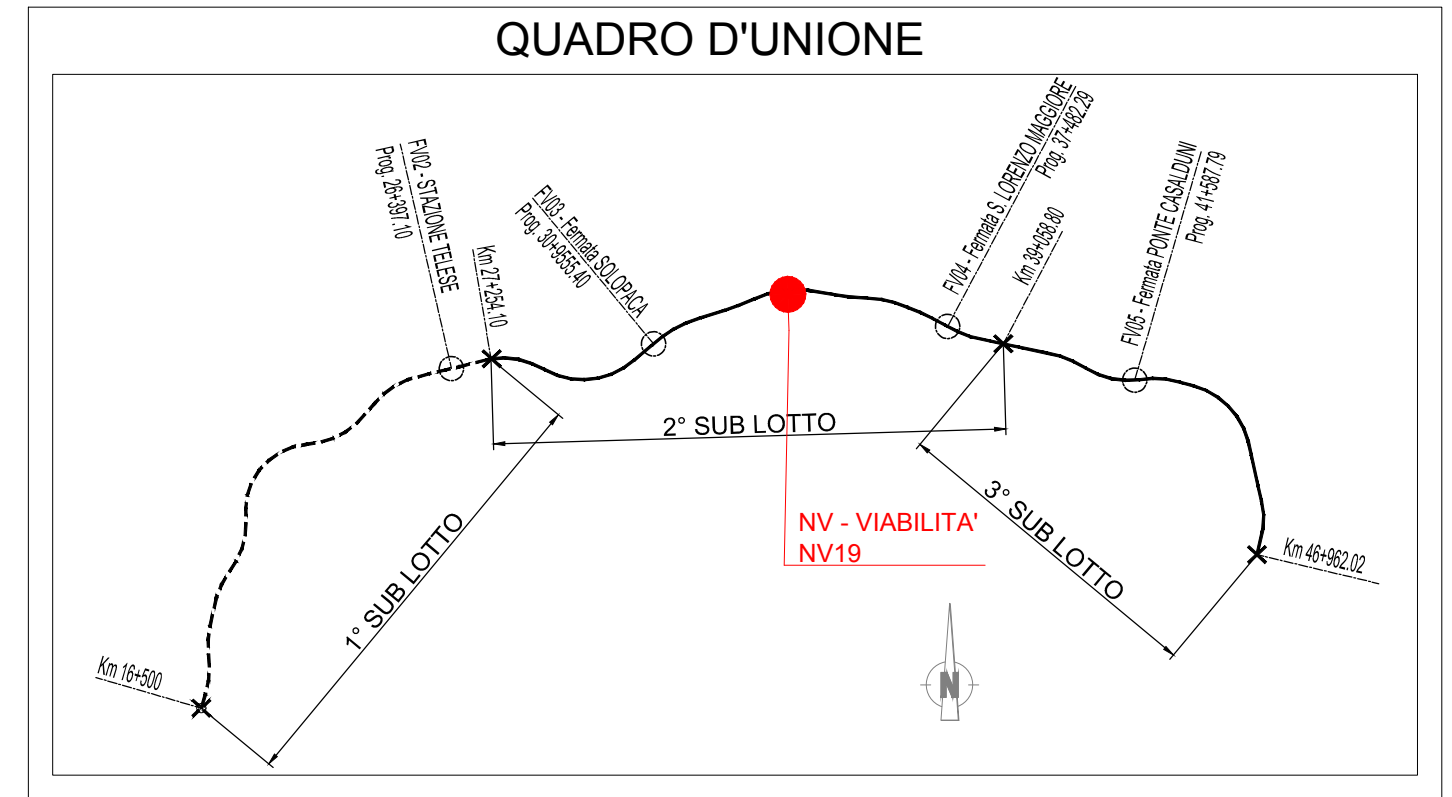 QUADRO D'UNIONE
FV02 - STAZIONE TELESE
Prog. 26+397.10
Km 27+254.10
FV03 - Fermata SOLOPACA
Prog. 30+9555.40
FV04 - Fermata S. LORENZO MAGGIORE
Prog. 37+482.29
Km 39+058.80
FV05 - Fermata PONTE CASALDUNI
Prog. 41+587.79
2° SUB LOTTO
1° SUB LOTTO
3° SUB LOTTO
NV - VIABILITA'
NV19
Km 46+962.02
Km 16+500
N